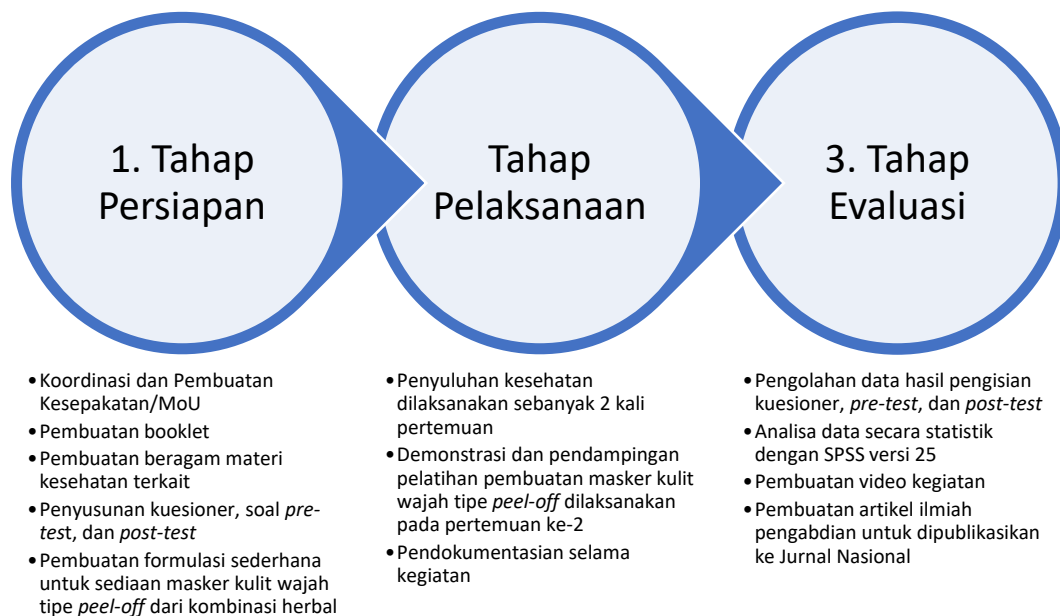 1. Tahap
Persiapan
Tahap
Pelaksanaan
3. Tahap
Evaluasi
•Koordinasi dan Pembuatan
Kesepakatan/MoU
•Pembuatan booklet
•Pembuatan beragam materi
kesehatan terkait
•Penyusunan kuesioner, soal pre-
test, dan post-test
•Pembuatan formulasi sederhana
untuk sediaan masker kulit wajah
tipe peel-off dari kombinasi herbal
•Penyuluhan kesehatan
dilaksanakan sebanyak 2 kali
pertemuan
•Demonstrasi dan pendampingan
pelatihan pembuatan masker kulit
wajah tipe peel-off dilaksanakan
pada pertemuan ke-2
•Pendokumentasian selama
kegiatan
•Pengolahan data hasil pengisian
kuesioner, pre-test, dan post-test
•Analisa data secara statistik
dengan SPSS versi 25
•Pembuatan video kegiatan
•Pembuatan artikel ilmiah
pengabdian untuk dipublikasikan
ke Jurnal Nasional